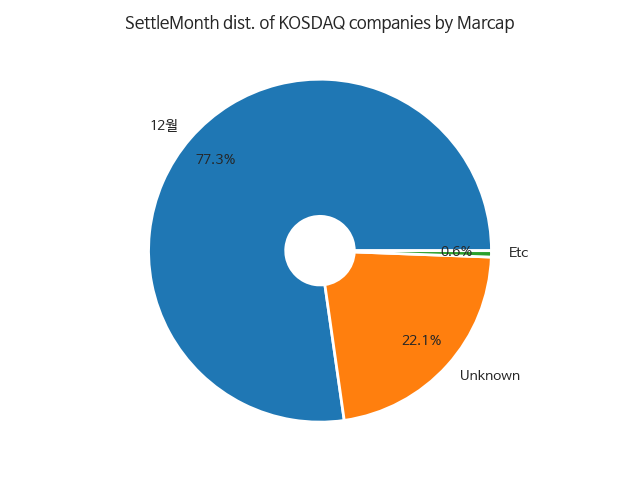 SettleMonth dist. of KOSDAQ companies by Marcap
12월
77.3%
0.6%
Etc
22.1%
Unknown